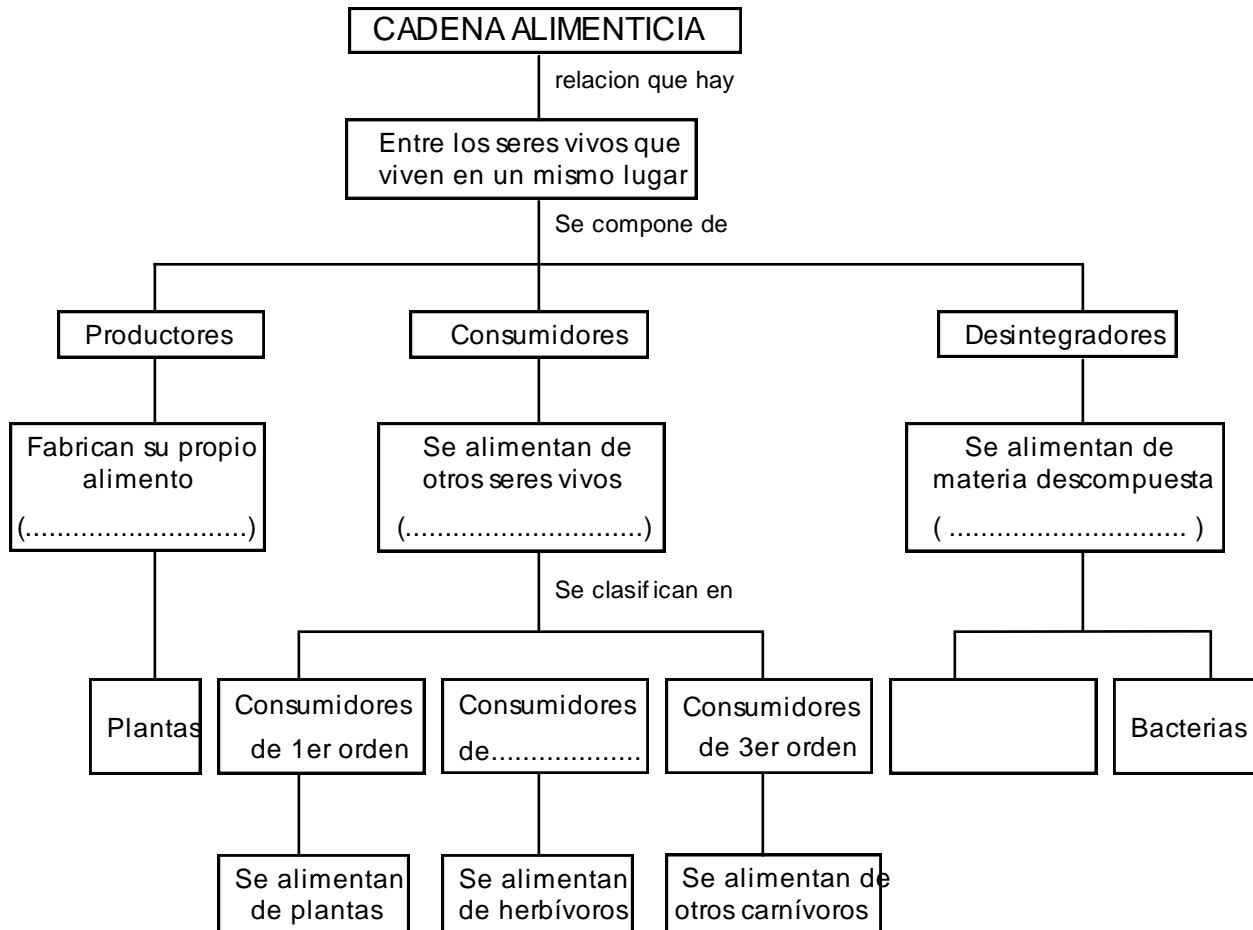 CADENA ALIMENTICIA
relacion que hay
Entre los seres vivos que
viven en un mismo lugar
Se compone de
Productores
Consumidores
Desintegradores
Fabrican su propio
alimento
(............................)
Se alimentan de
otros seres vivos
(..............................)
Se alimentan de
materia descompuesta
( .............................. )
Se clasifican en
Plantas
Consumidores
de 1er orden
Consumidores
de...................
Consumidores
de 3er orden
Bacterias
Se alimentan
de plantas
Se alimentan
de herbívoros
Se alimentan de
otros carnívoros